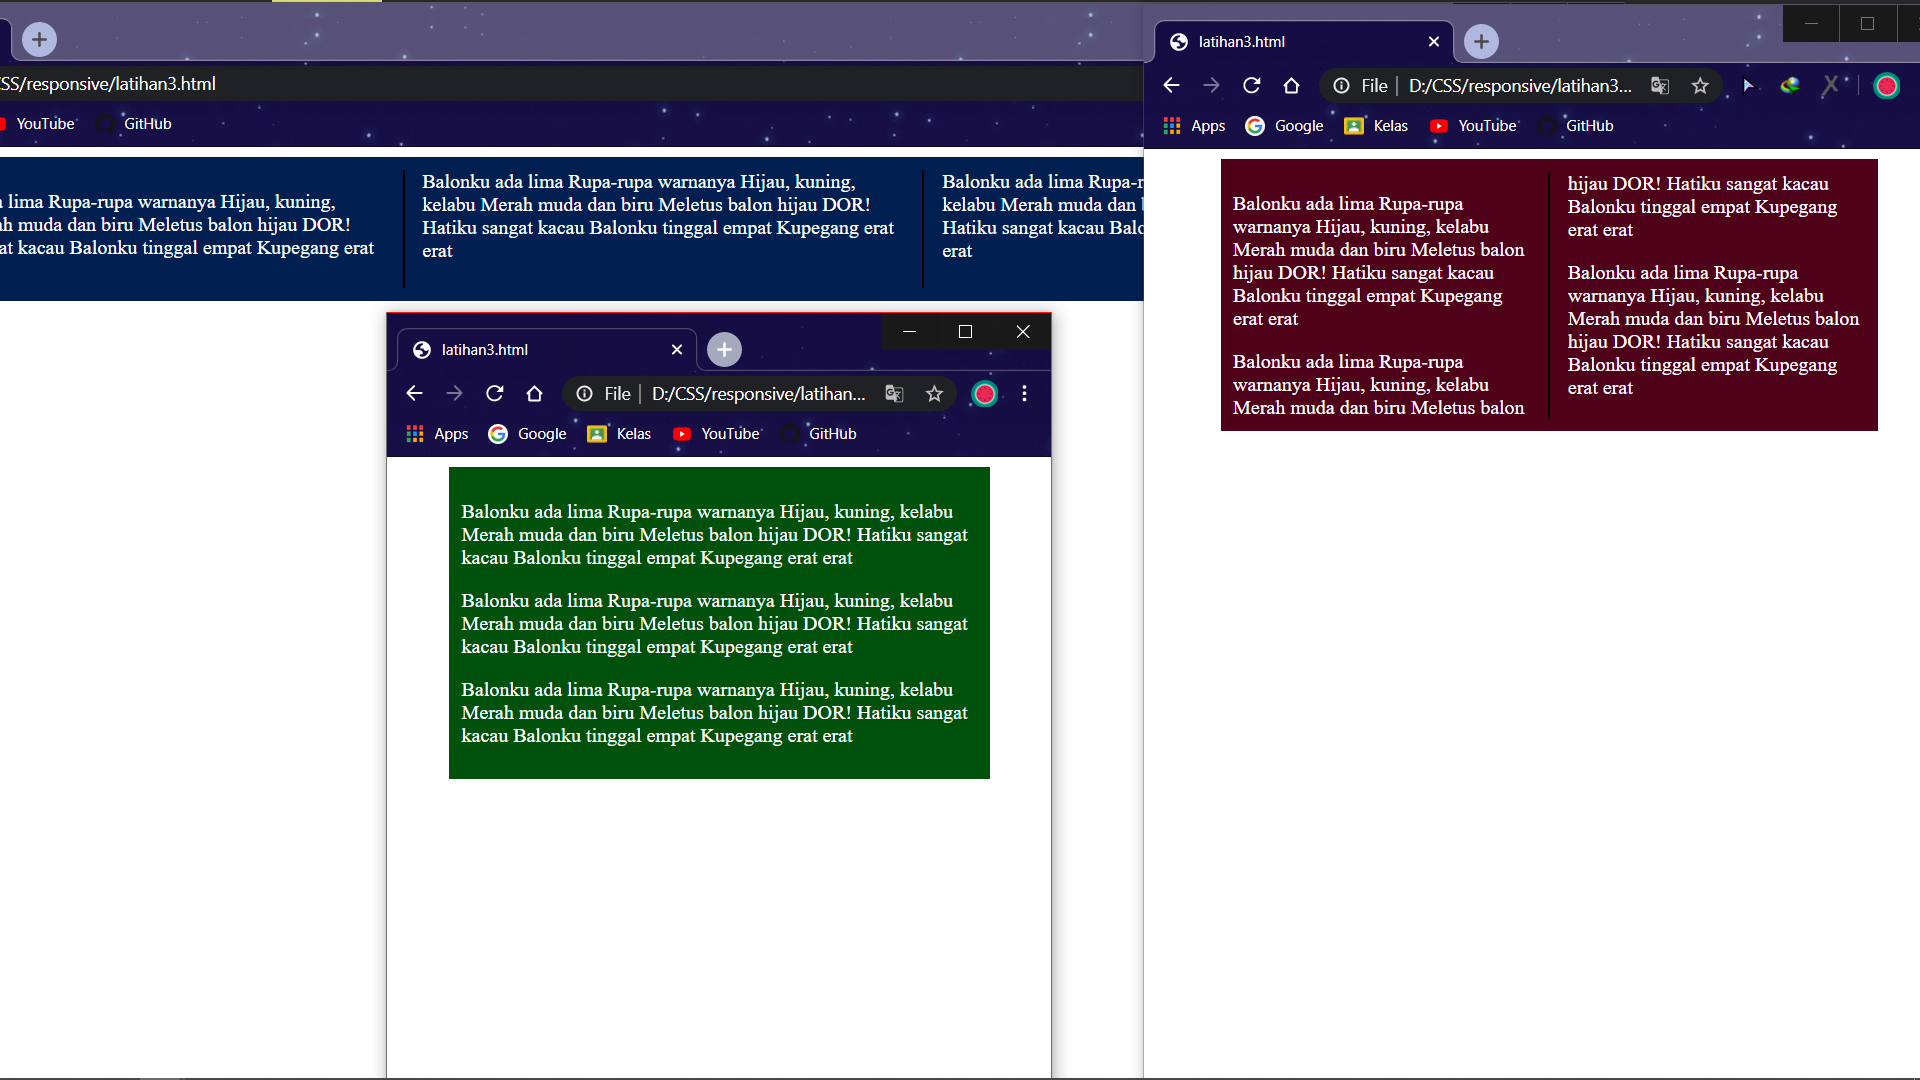 SS/responsive/latihan3.html
YouTube GitHub
lima Rupa-rupa warnanya Hijau, kuning,
muda dan biru Meletus balon hijau DOR!
kacau Balonku tinggal empat Kupegang erat
Balonku ada lima Rupa-rupa warnanya Hijau, kuning,
kelabu Merah muda dan biru Meletus balon hijau DOR!
Hatiku sangat kacau Balonku tinggal empat Kupegang erat
erat
Balonku ada lima Rupa-r
kelabu Merah muda dan
Hatiku sangat kacau Balo
erat
latihan3.html
File D:/CSS/responsive/latihan...
Apps Google Kelas YouTube GitHub
Balonku ada lima Rupa-rupa warnanya Hijau, kuning, kelabu
Merah muda dan biru Meletus balon hijau DOR! Hatiku sangat
kacau Balonku tinggal empat Kupegang erat erat
Balonku ada lima Rupa-rupa warnanya Hijau, kuning, kelabu
Merah muda dan biru Meletus balon hijau DOR! Hatiku sangat
kacau Balonku tinggal empat Kupegang erat erat
Balonku ada lima Rupa-rupa warnanya Hijau, kuning, kelabu
Merah muda dan biru Meletus balon hijau DOR! Hatiku sangat
kacau Balonku tinggal empat Kupegang erat erat
latihan3.html
File D:/CSS/responsive/latihan3...
Apps Google Kelas YouTube GitHub
Balonku ada lima Rupa-rupa
warnanya Hijau, kuning, kelabu
Merah muda dan biru Meletus balon
hijau DOR! Hatiku sangat kacau
Balonku tinggal empat Kupegang
erat erat
Balonku ada lima Rupa-rupa
warnanya Hijau, kuning, kelabu
Merah muda dan biru Meletus balon
hijau DOR! Hatiku sangat kacau
Balonku tinggal empat Kupegang
erat erat
Balonku ada lima Rupa-rupa
warnanya Hijau, kuning, kelabu
Merah muda dan biru Meletus balon
hijau DOR! Hatiku sangat kacau
Balonku tinggal empat Kupegang
erat erat